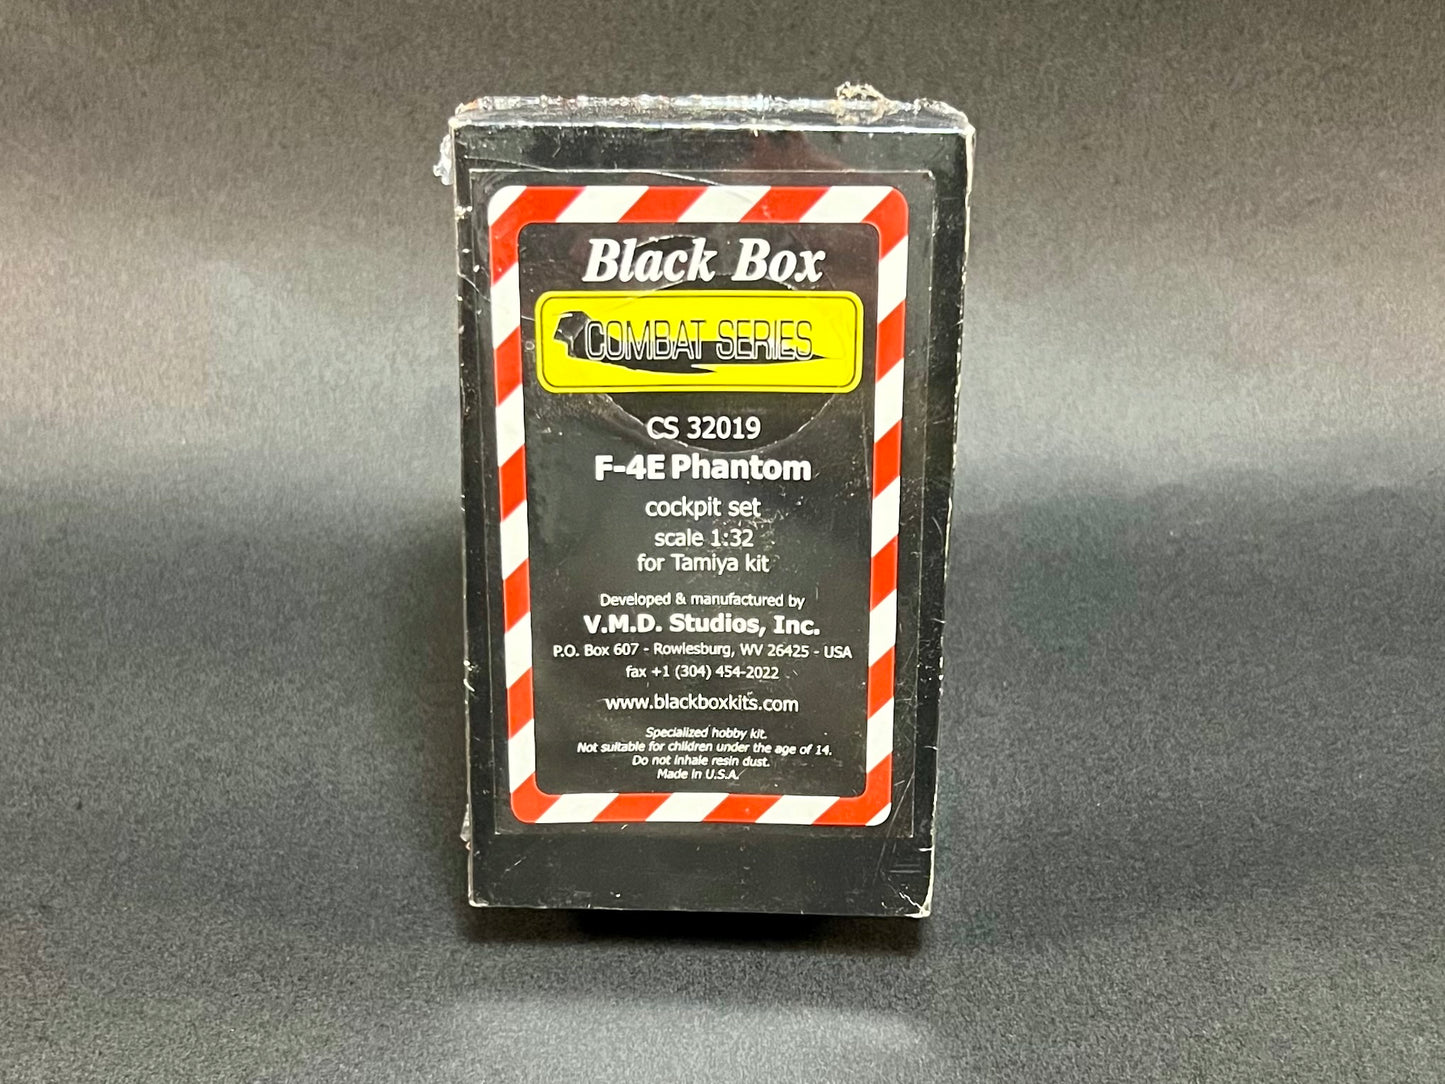 Black Box
COMBAT SERIES
CS 32019
F-4E Phantom
cockpit set
scale 1:32
for Tamiya kit
Developed & manufactured by
V.M.D. Studios, Inc.
P.O. Box 607 - Rowlesburg, WV 26425 - USA
fax +1 (304) 454-2022
www.blackboxkits.com
Specialized hobby kit.
Not suitable for children under the age of 14.
Do not inhale resin dust.
Made in U.S.A.